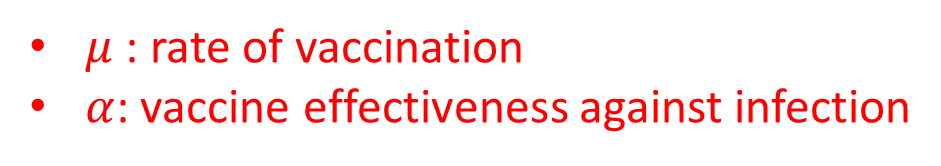 • μ : rate of vaccination
• α: vaccine effectiveness against infection